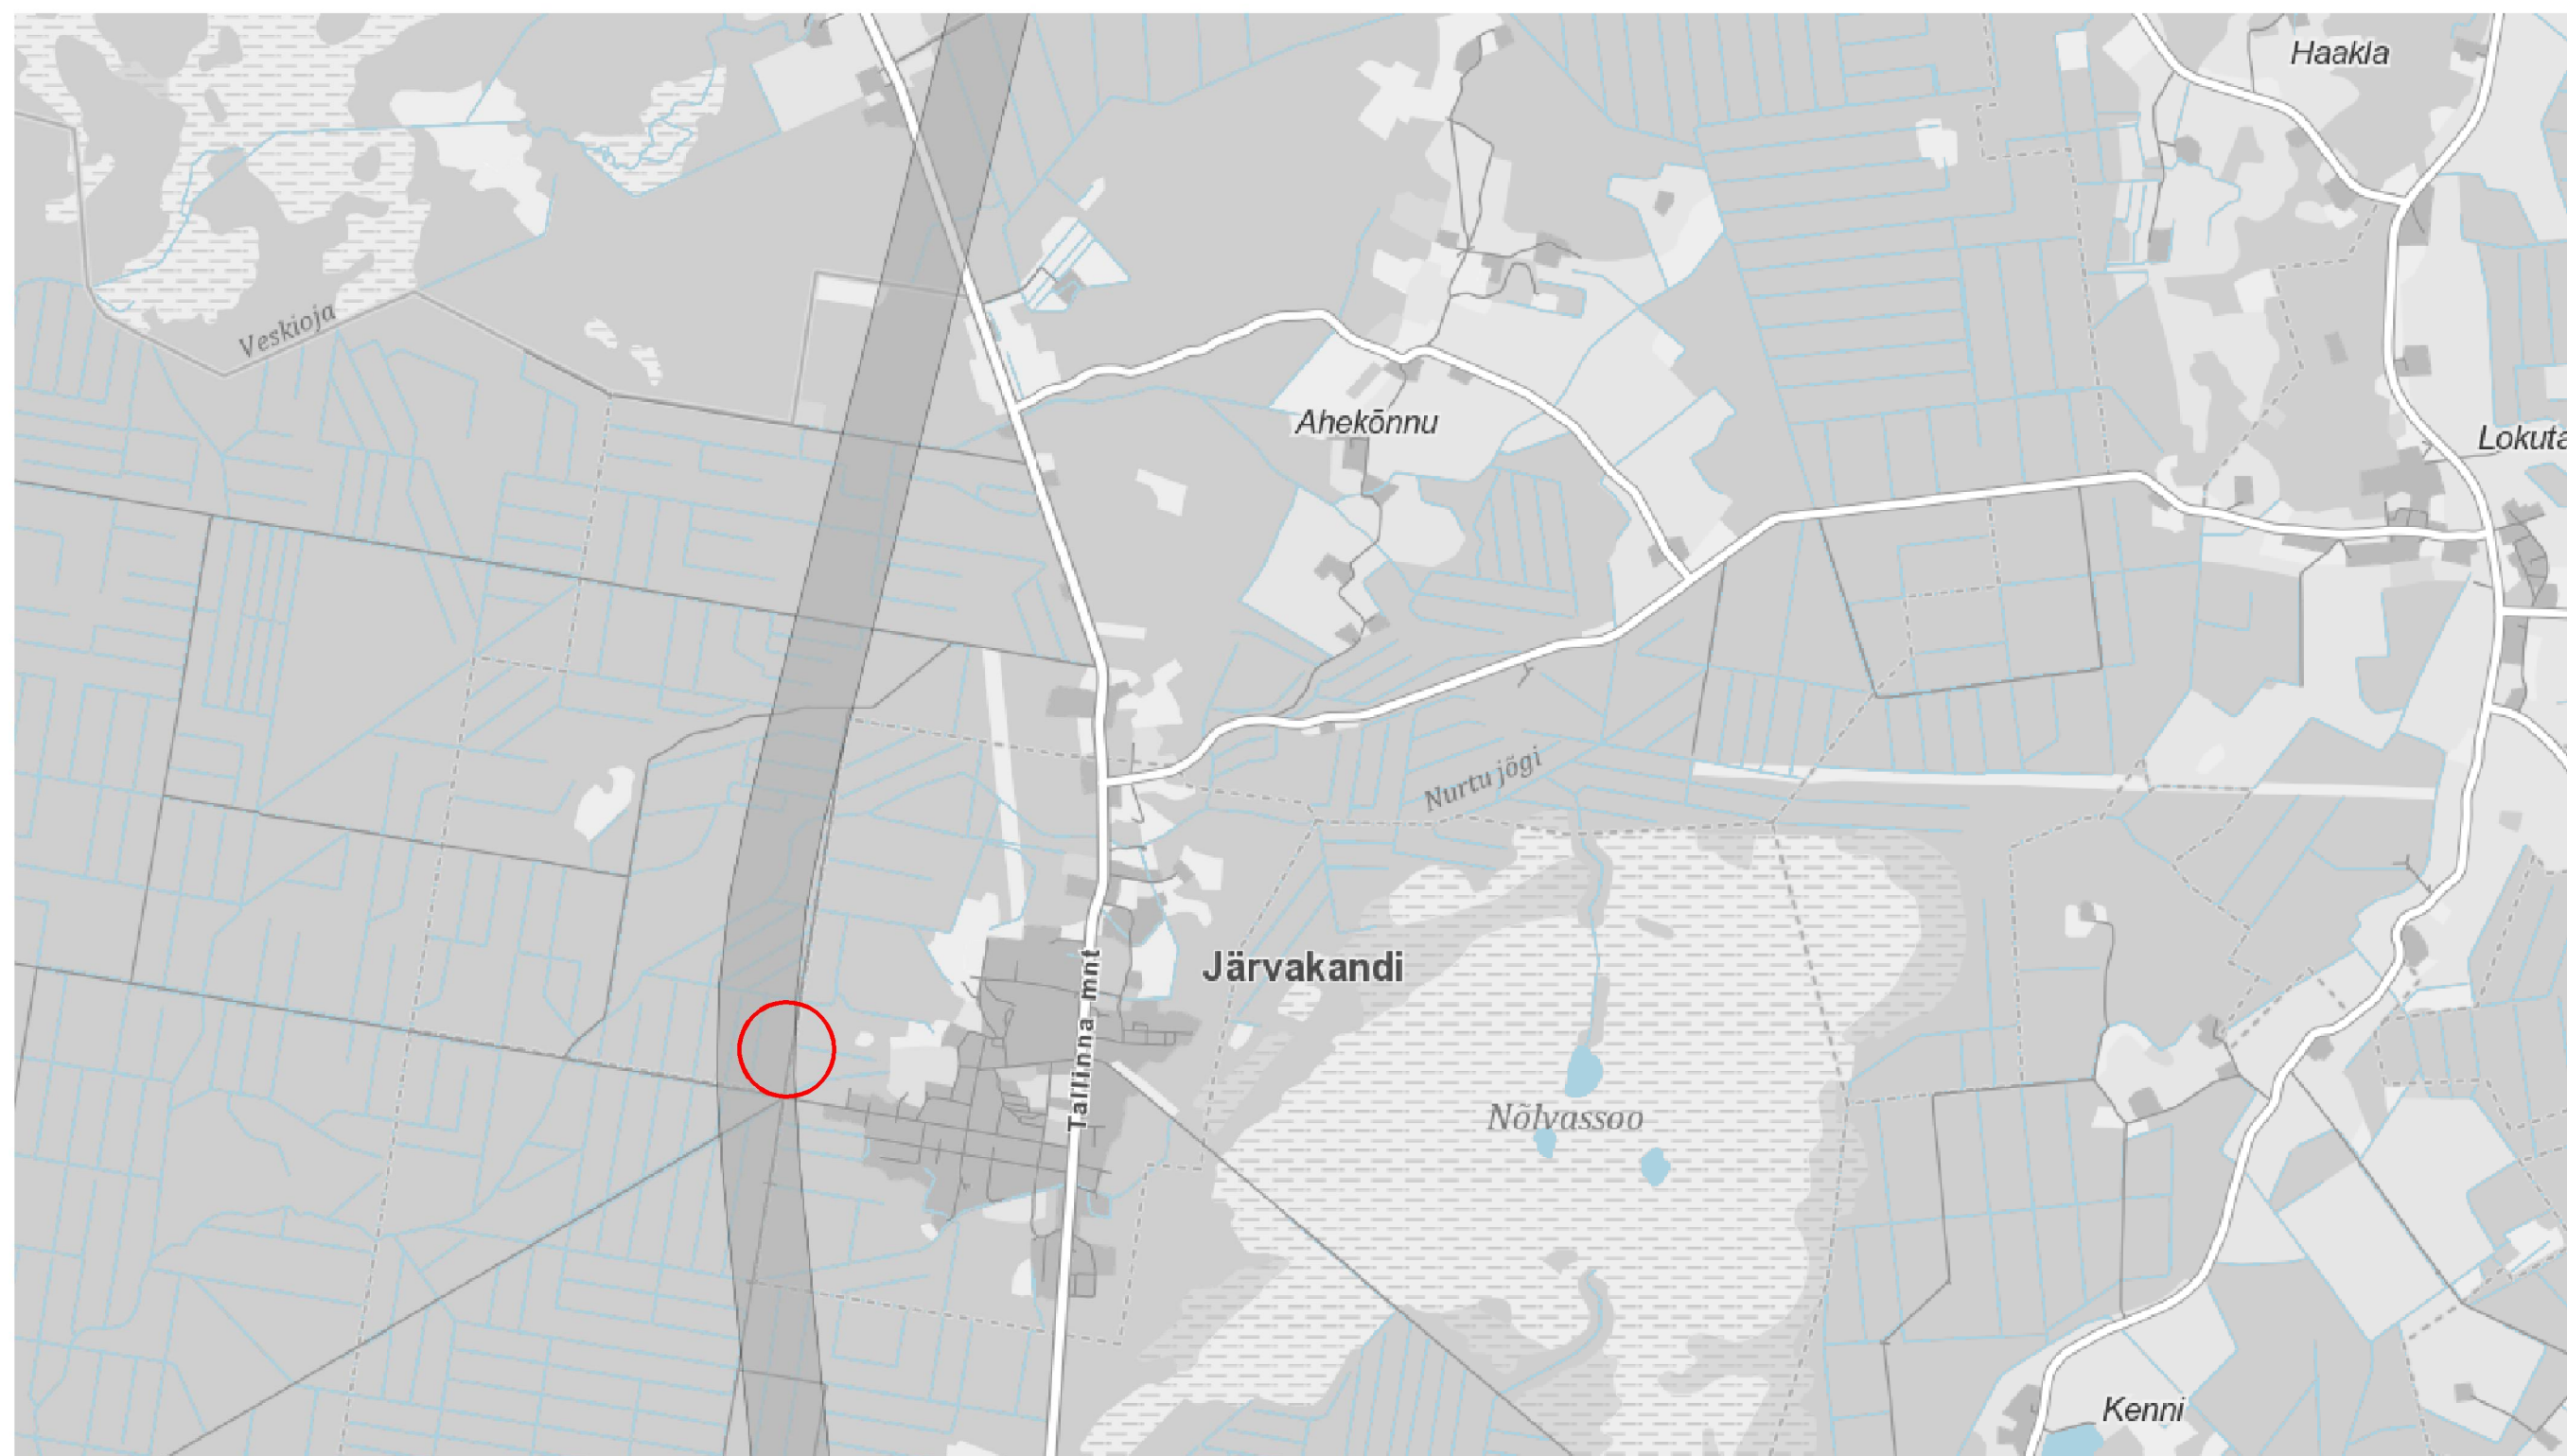 Haakla
Veskioja
Ahekõnnu
Lokuta
Nurtu jõgi
Järvakandi
Tallinna mnt
Nõlvassoo
Kenni